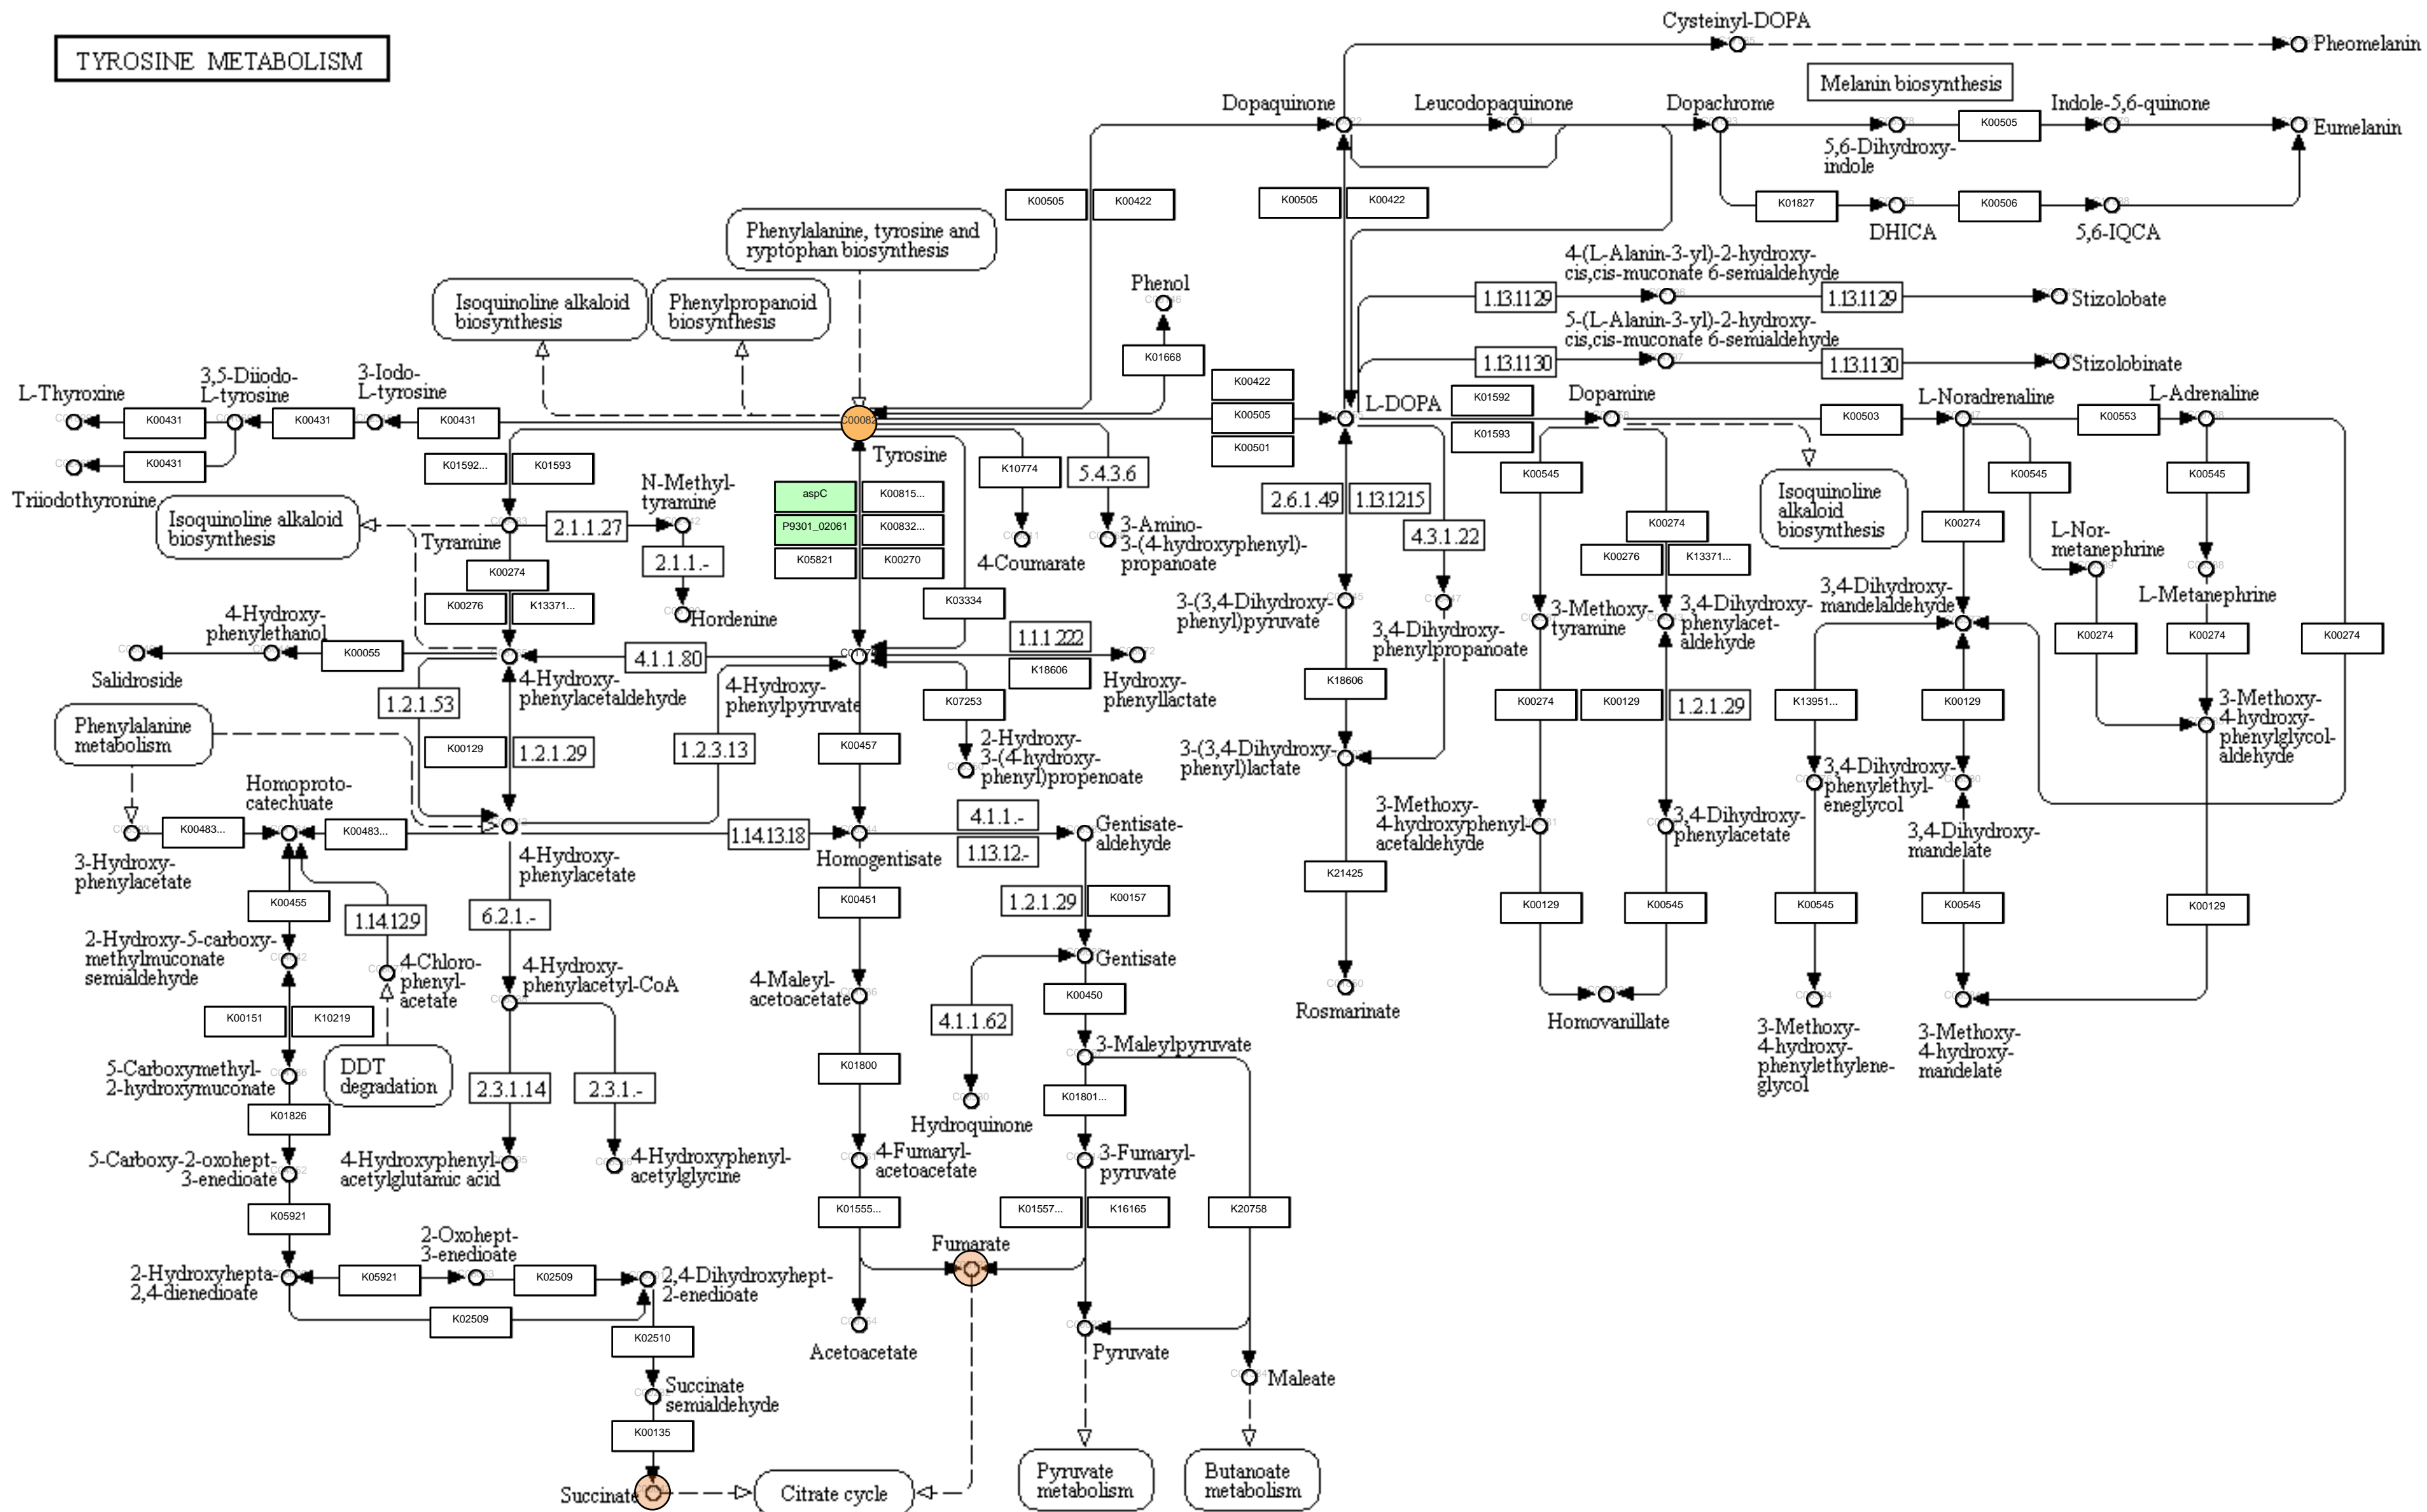 TYROSINE METABOLISM
Cysteinyl-DOPA
Pheomelanin
Melanin biosynthesis
Dopaquinone
Leucodopaquinone
Dopachrome
Indole-5,6-quinone
K00505
Eumelanin
5,6-Dihydroxy-
indole
K00505
K00422
K00505
K00422
K01827
K00506
DHICA
5,6-IQCA
Phenylalanine, tyrosine and
ryptophan biosynthesis
Isoquinoline alkaloid
biosynthesis
Phenylpropanoid
biosynthesis
Phenol
K01668
4-(L-Alanin-3-yl)-2-hydroxy-
cis,cis-muconate 6-semialdehyde
1.13.1129
1.13.1129
Stizolobate
5-(L-Alanin-3-yl)-2-hydroxy-
cis,cis-muconate 6-semialdehyde
1.13.1130
1.13.1130
Stizolobinate
L-Thyroxine
3,5-Diiodo-
L-tyrosine
3-Iodo-
L-tyrosine
K00431
K00431
K00431
K00431
Triiodothyronine
C00082
Tyrosine
K00422
K00505
K00501
L-DOPA
K01592
K01593
Dopamine
K00503
L-Noradrenaline
K00553
L-Adrenaline
K01592...
K01593
Isoquinoline alkaloid
biosynthesis
Tyramine
2.1.1.27
N-Methyl-
tyramine
2.1.1.-
Hordenine
K00274
K00276
K13371...
aspC
K00815...
P9301_02061
K00832...
K05821
K00270
K10774
4-Coumarate
5.4.3.6
3-Amino-
3-(4-hydroxyphenyl)-
propanoate
K03334
2.6.1.49
1.13.1215
4.3.1.22
K00545
K00274
K00276
K13371...
Isoquinoline
alkaloid
biosynthesis
K00545
K00274
K00545
L-Nor-
metanephrine
L-Metanephrine
K00274
K00274
K00274
4-Hydroxy-
phenylethanol
K00055
Salidroside
4-Hydroxy-
phenylacetaldehyde
4.1.1.80
4-Hydroxy-
phenylpyruvate
1.1.1.222
K18606
Hydroxy-
phenyllactate
K07253
2-Hydroxy-
3-(4-hydroxy-
phenyl)propenoate
3-(3,4-Dihydroxy-
phenyl)pyruvate
3,4-Dihydroxy-
phenylpropanoate
K18606
3-(3,4-Dihydroxy-
phenyl)lactate
3-Methoxy-
tyramine
3,4-Dihydroxy-
phenylacet-
aldehyde
3,4-Dihydroxy-
mandelaldehyde
K00274
K00129
1.2.1.29
K13951...
K00129
3-Methoxy-
4-hydroxy-
phenylglycol-
aldehyde
Phenylalanine
metabolism
1.2.1.53
K00129
1.2.1.29
1.2.3.13
K00457
Homoproto-
catechuate
K00483...
K00483...
3-Hydroxy-
phenylacetate
4-Hydroxy-
phenylacetate
1.14.13.18
Homogentisate
4.1.1.-
1.13.12.-
Gentisate-
aldehyde
3-Methoxy-
4-hydroxyphenyl-
acetaldehyde
3,4-Dihydroxy-
phenylacetate
3,4-Dihydroxy-
phenylethyl-
eneglycol
3,4-Dihydroxy-
mandelate
K00455
1.14.129
6.2.1.-
K00451
1.2.1.29
K00157
K21425
K00129
K00545
K00545
K00545
K00129
2-Hydroxy-5-carboxy-
methylmuconate
semialdehyde
4-Chloro-
phenyl-
acetate
4-Hydroxy-
phenylacetyl-CoA
4-Maleyl-
acetoacetate
Gentisate
K00450
4.1.1.62
Rosmarinate
Homovanillate
3-Methoxy-
4-hydroxy-
phenylethylene-
glycol
3-Methoxy-
4-hydroxy-
mandelate
K00151
K10219
DDT
degradation
5-Carboxymethyl-
2-hydroxymuconate
2.3.1.14
2.3.1.-
K01800
3-Maleylpyruvate
K01801...
Hydroquinone
K01826
5-Carboxy-2-oxohept-
3-enedioate
4-Hydroxyphenyl-
acetylglutamic acid
4-Hydroxyphenyl-
acetylglycine
4-Fumaryl-
acetoacetate
3-Fumaryl-
pyruvate
K05921
K01555...
K01557...
K16165
K20758
2-Oxohept-
3-enedioate
Fumarate
2-Hydroxyhepta-
2,4-dienedioate
K05921
K02509
2,4-Dihydroxyhept-
2-enedioate
K02509
K02510
Acetoacetate
Pyruvate
Maleate
Succinate
semialdehyde
K00135
Succinate
Citrate cycle
Pyruvate
metabolism
Butanoate
metabolism